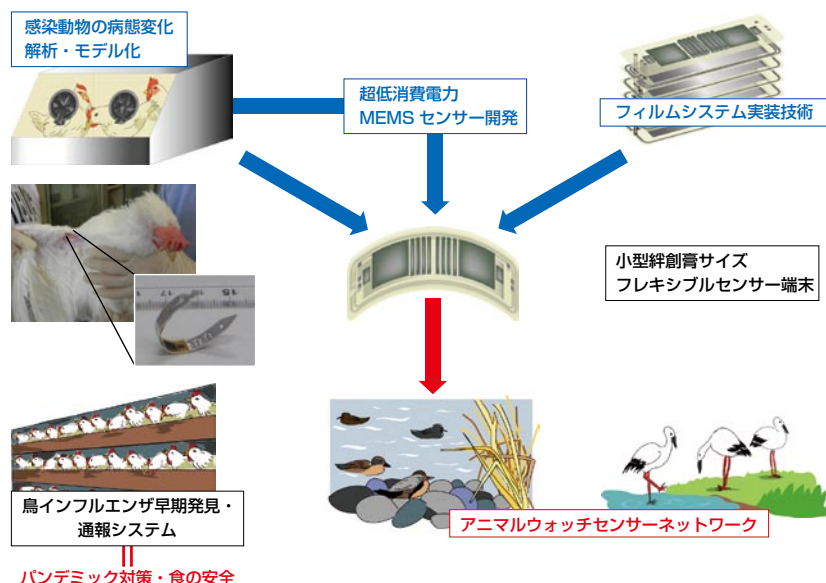 感染動物の病態変化
解析・モデル化
超低消費電力
MEMS センサー開発
フィルムシステム実装技術
小型絆創膏サイズ
フレキシブルセンサー端末
17
15
鳥インフルエンザ早期発見・
通報システム
アニマルウォッチセンサーネットワーク
パンデミック対策・食の安全